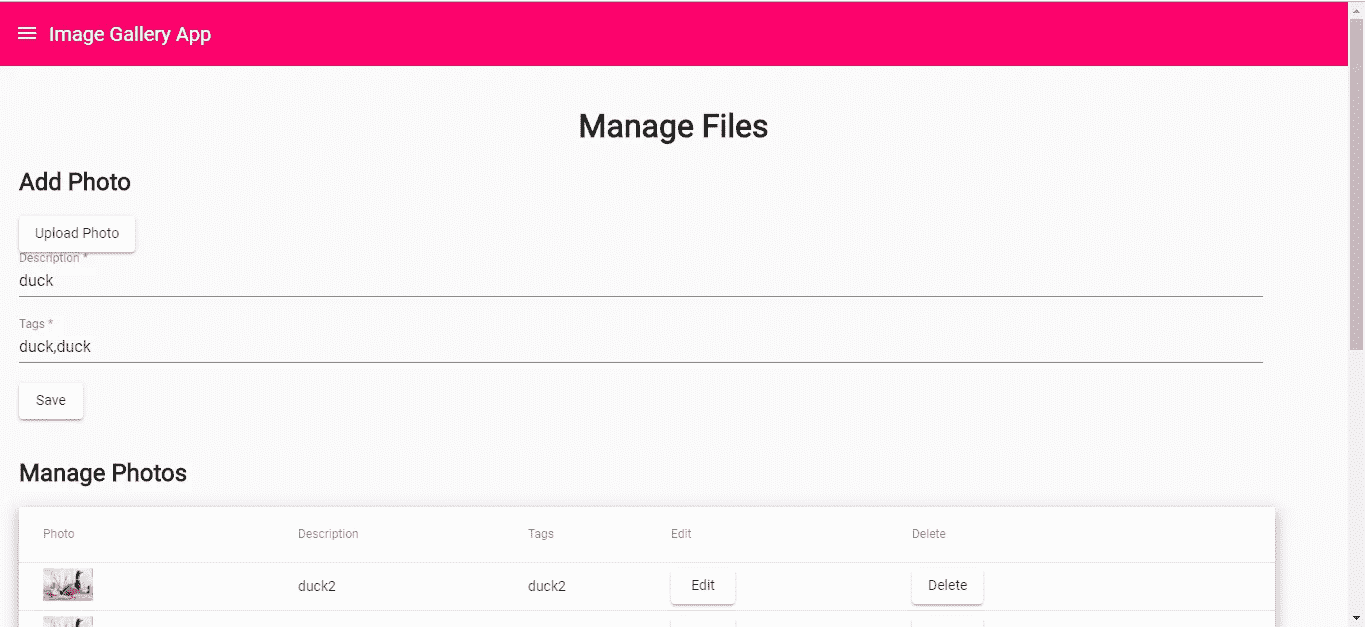 Image Gallery App
Manage Files
Add Photo
Upload Photo
Description *
duck
Tags *
duck,duck
Save
Manage Photos
Photo Description Tags Edit Delete
duck2 duck2 Edit Delete